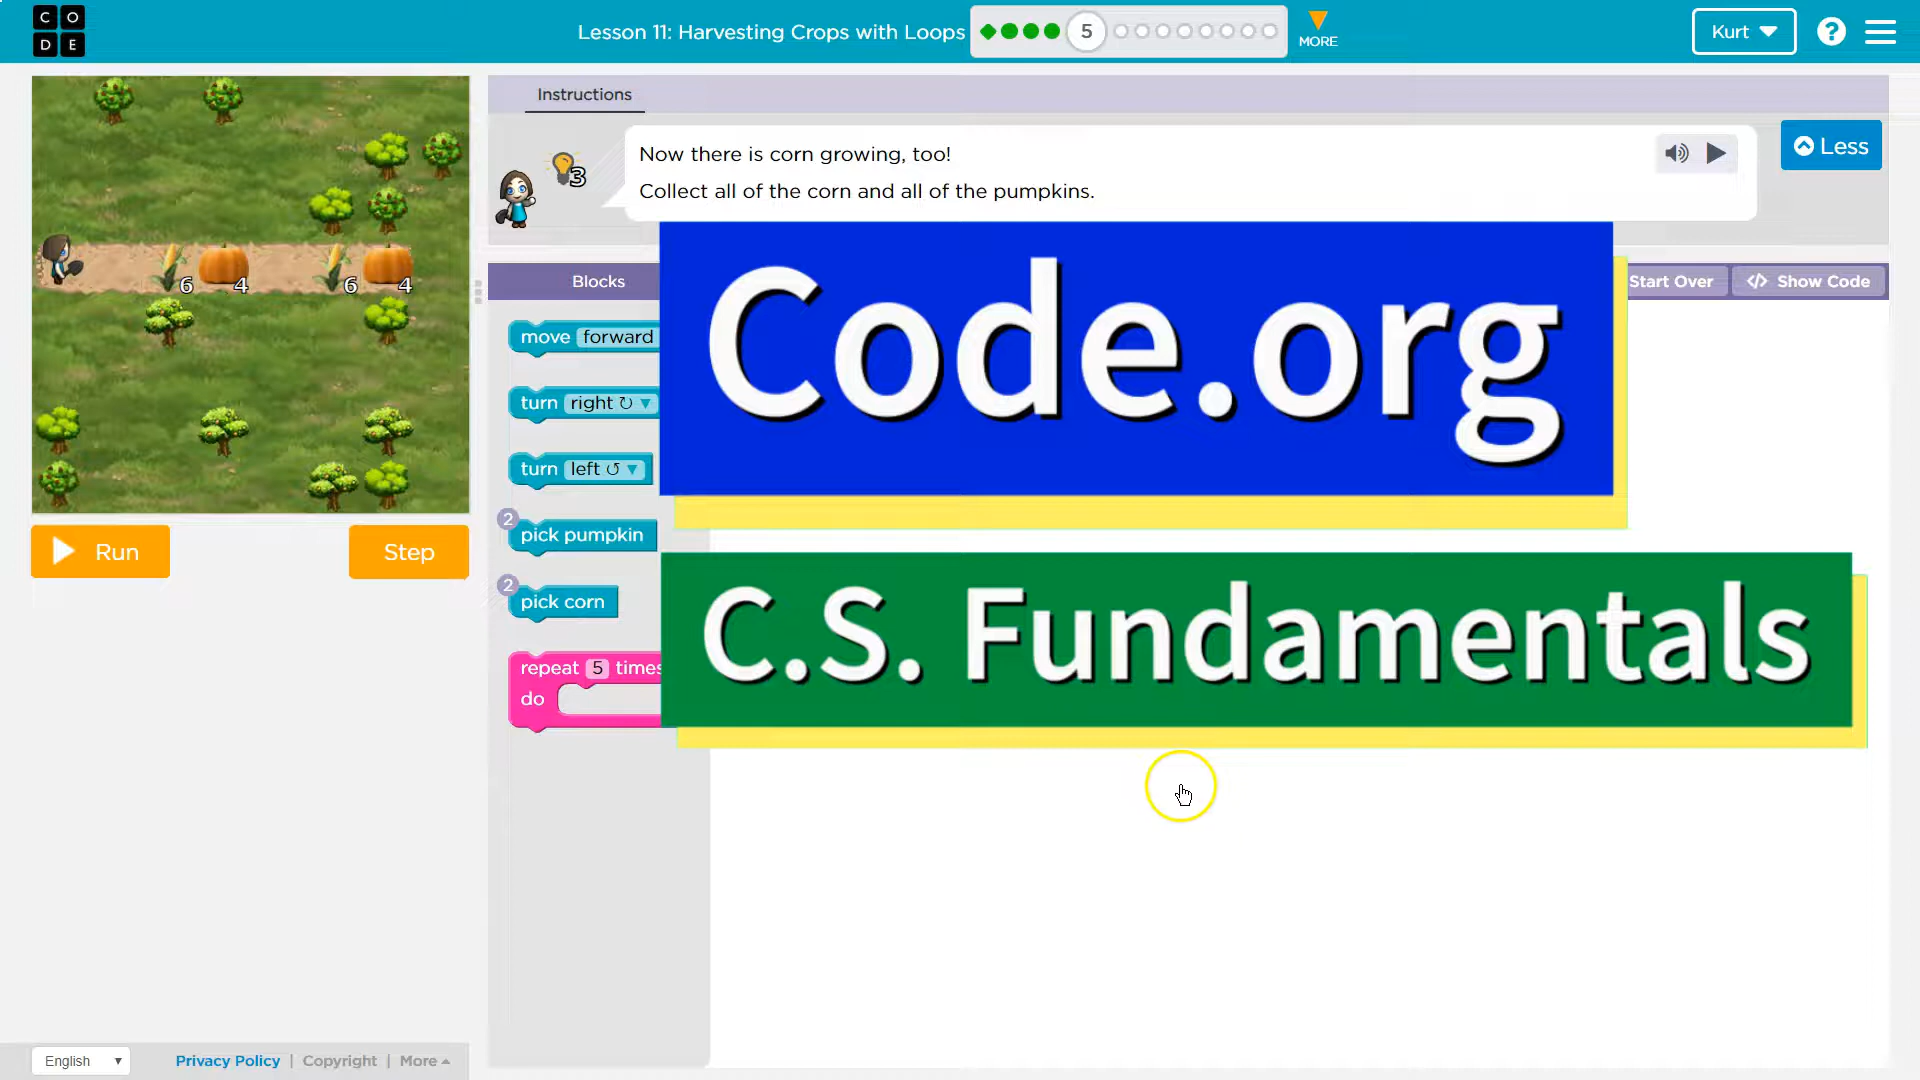 C O
D E
Lesson 11: Harvesting Crops with Loops
5
MORE
Kurt
?
Instructions
3
Now there is corn growing, too!
Collect all of the corn and all of the pumpkins.
Less
6 4 6 4
Blocks
Start Over
Show Code
Code.org
C.S. Fundamentals
move forward
turn right
turn left
2
pick pumpkin
2
pick corn
repeat 5 times
do
Run
Step
English
Privacy Policy | Copyright | More